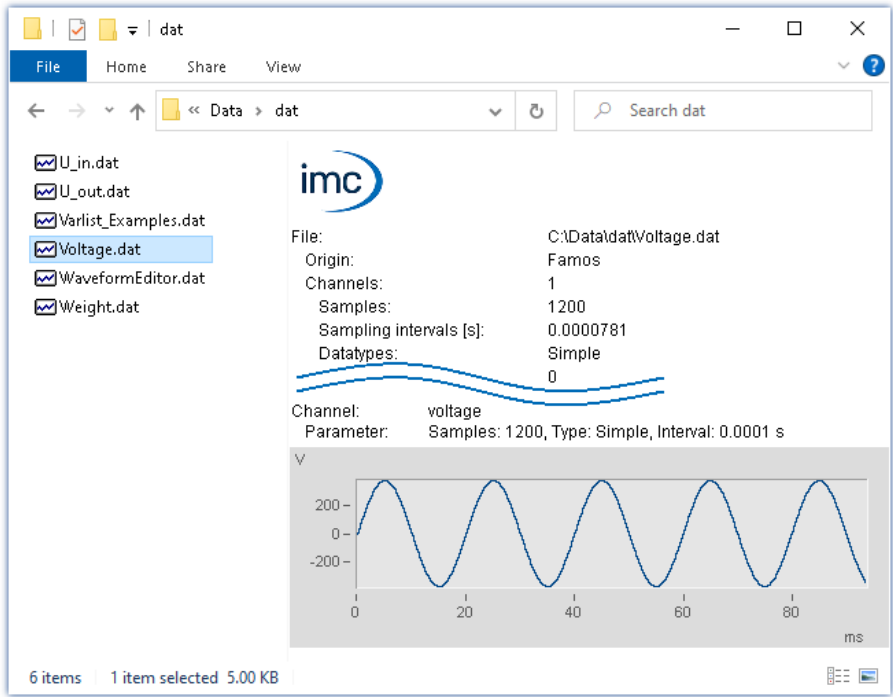 dat
File Home Share View
« Data > dat
Search dat
U_in.dat
U_out.dat
Varlist_Examples.dat
Voltage.dat
WaveformEditor.dat
Weight.dat
imc
File: C:\Data\dat\Voltage.dat
Origin: Famos
Channels: 1
Samples: 1200
Sampling intervals [s]: 0.0000781
Datatypes: Simple
0
Channel: voltage
Parameter: Samples: 1200, Type: Simple, Interval: 0.0001 s
V
200
0
-200
0 20 40 60 80
ms
6 items 1 item selected 5.00 KB